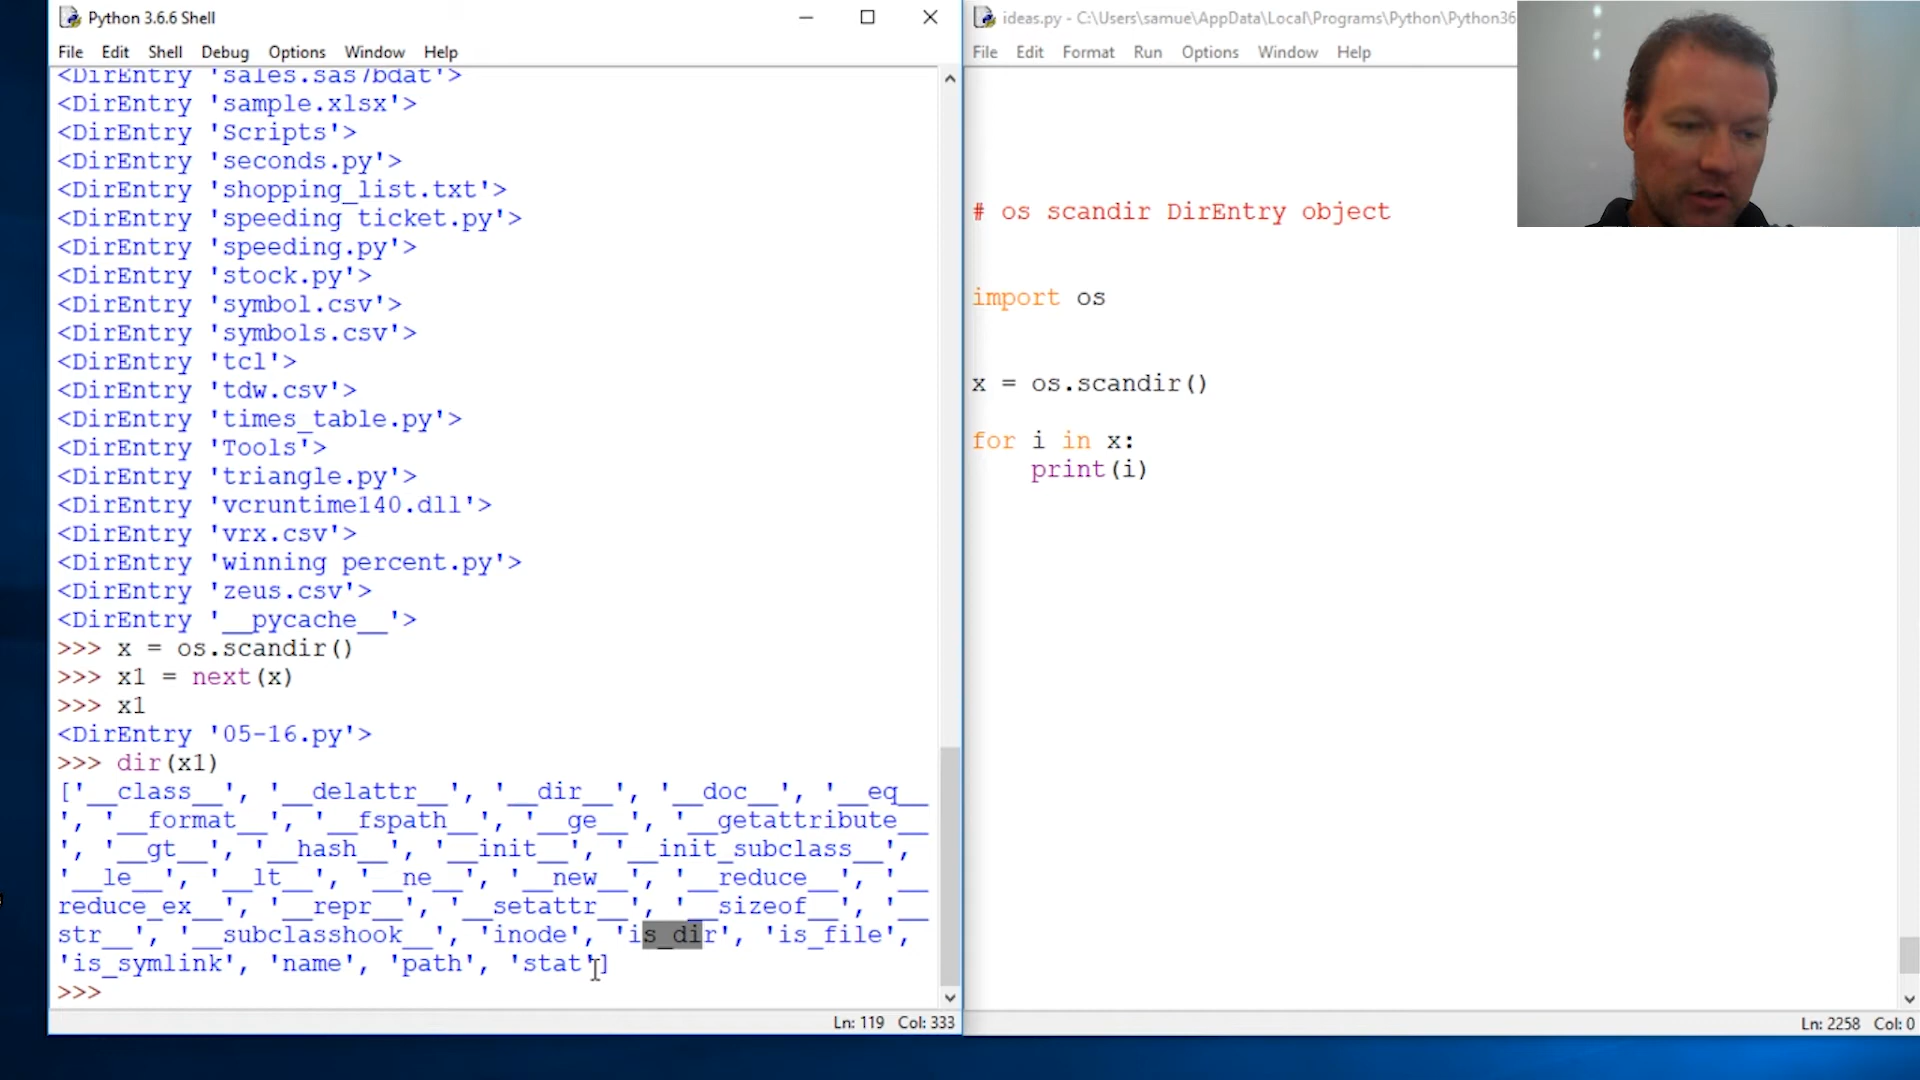 Python 3.6.6 Shell
File Edit Shell Debug Options Window Help
<DirEntry 'sales.sas7bdat'>
<DirEntry 'sample.xlsx'>
<DirEntry 'Scripts'>
<DirEntry 'seconds.py'>
<DirEntry 'shopping_list.txt'>
<DirEntry 'speeding ticket.py'>
<DirEntry 'speeding.py'>
<DirEntry 'stock.py'>
<DirEntry 'symbol.csv'>
<DirEntry 'symbols.csv'>
<DirEntry 'tcl'>
<DirEntry 'tdw.csv'>
<DirEntry 'times_table.py'>
<DirEntry 'Tools'>
<DirEntry 'triangle.py'>
<DirEntry 'vcruntime140.dll'>
<DirEntry 'vrx.csv'>
<DirEntry 'winning percent.py'>
<DirEntry 'zeus.csv'>
<DirEntry '__pycache__'>
>>> x = os.scandir()
>>> x1 = next(x)
>>> x1
<DirEntry '05-16.py'>
>>> dir(x1)
['__class__', '__delattr__', '__dir__', '__doc__', '__eq__
', '__format__', '__fspath__', '__ge__', '__getattribute__
', '__gt__', '__hash__', '__init__', '__init_subclass__',
'__le__', '__lt__', '__ne__', '__new__', '__reduce__', '__
reduce_ex__', '__repr__', '__setattr__', '__sizeof__', '__
str__', '__subclasshook__', 'inode', 'is_dir', 'is_file',
'is_symlink', 'name', 'path', 'stat']
>>>
Ln: 119 Col: 333
ideas.py - C:\Users\samue\AppData\Local\Programs\Python\Python36
File Edit Format Run Options Window Help
# os scandir DirEntry object
import os
x = os.scandir()
for i in x:
    print(i)
Ln: 2258 Col: 0